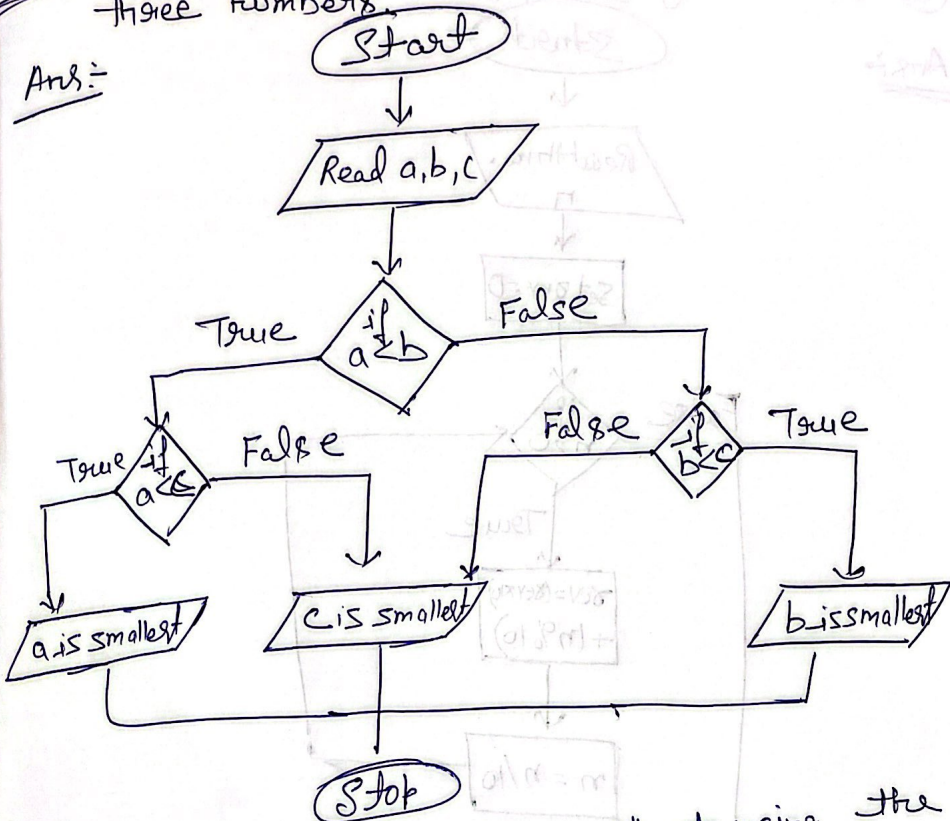 three numbers.
Ans:-
Start
Read a,b,c
if
a<b
True
False
if
a<c
True
False
if
b<c
False
True
a is smallest
c is smallest
b is smallest
Stop
the